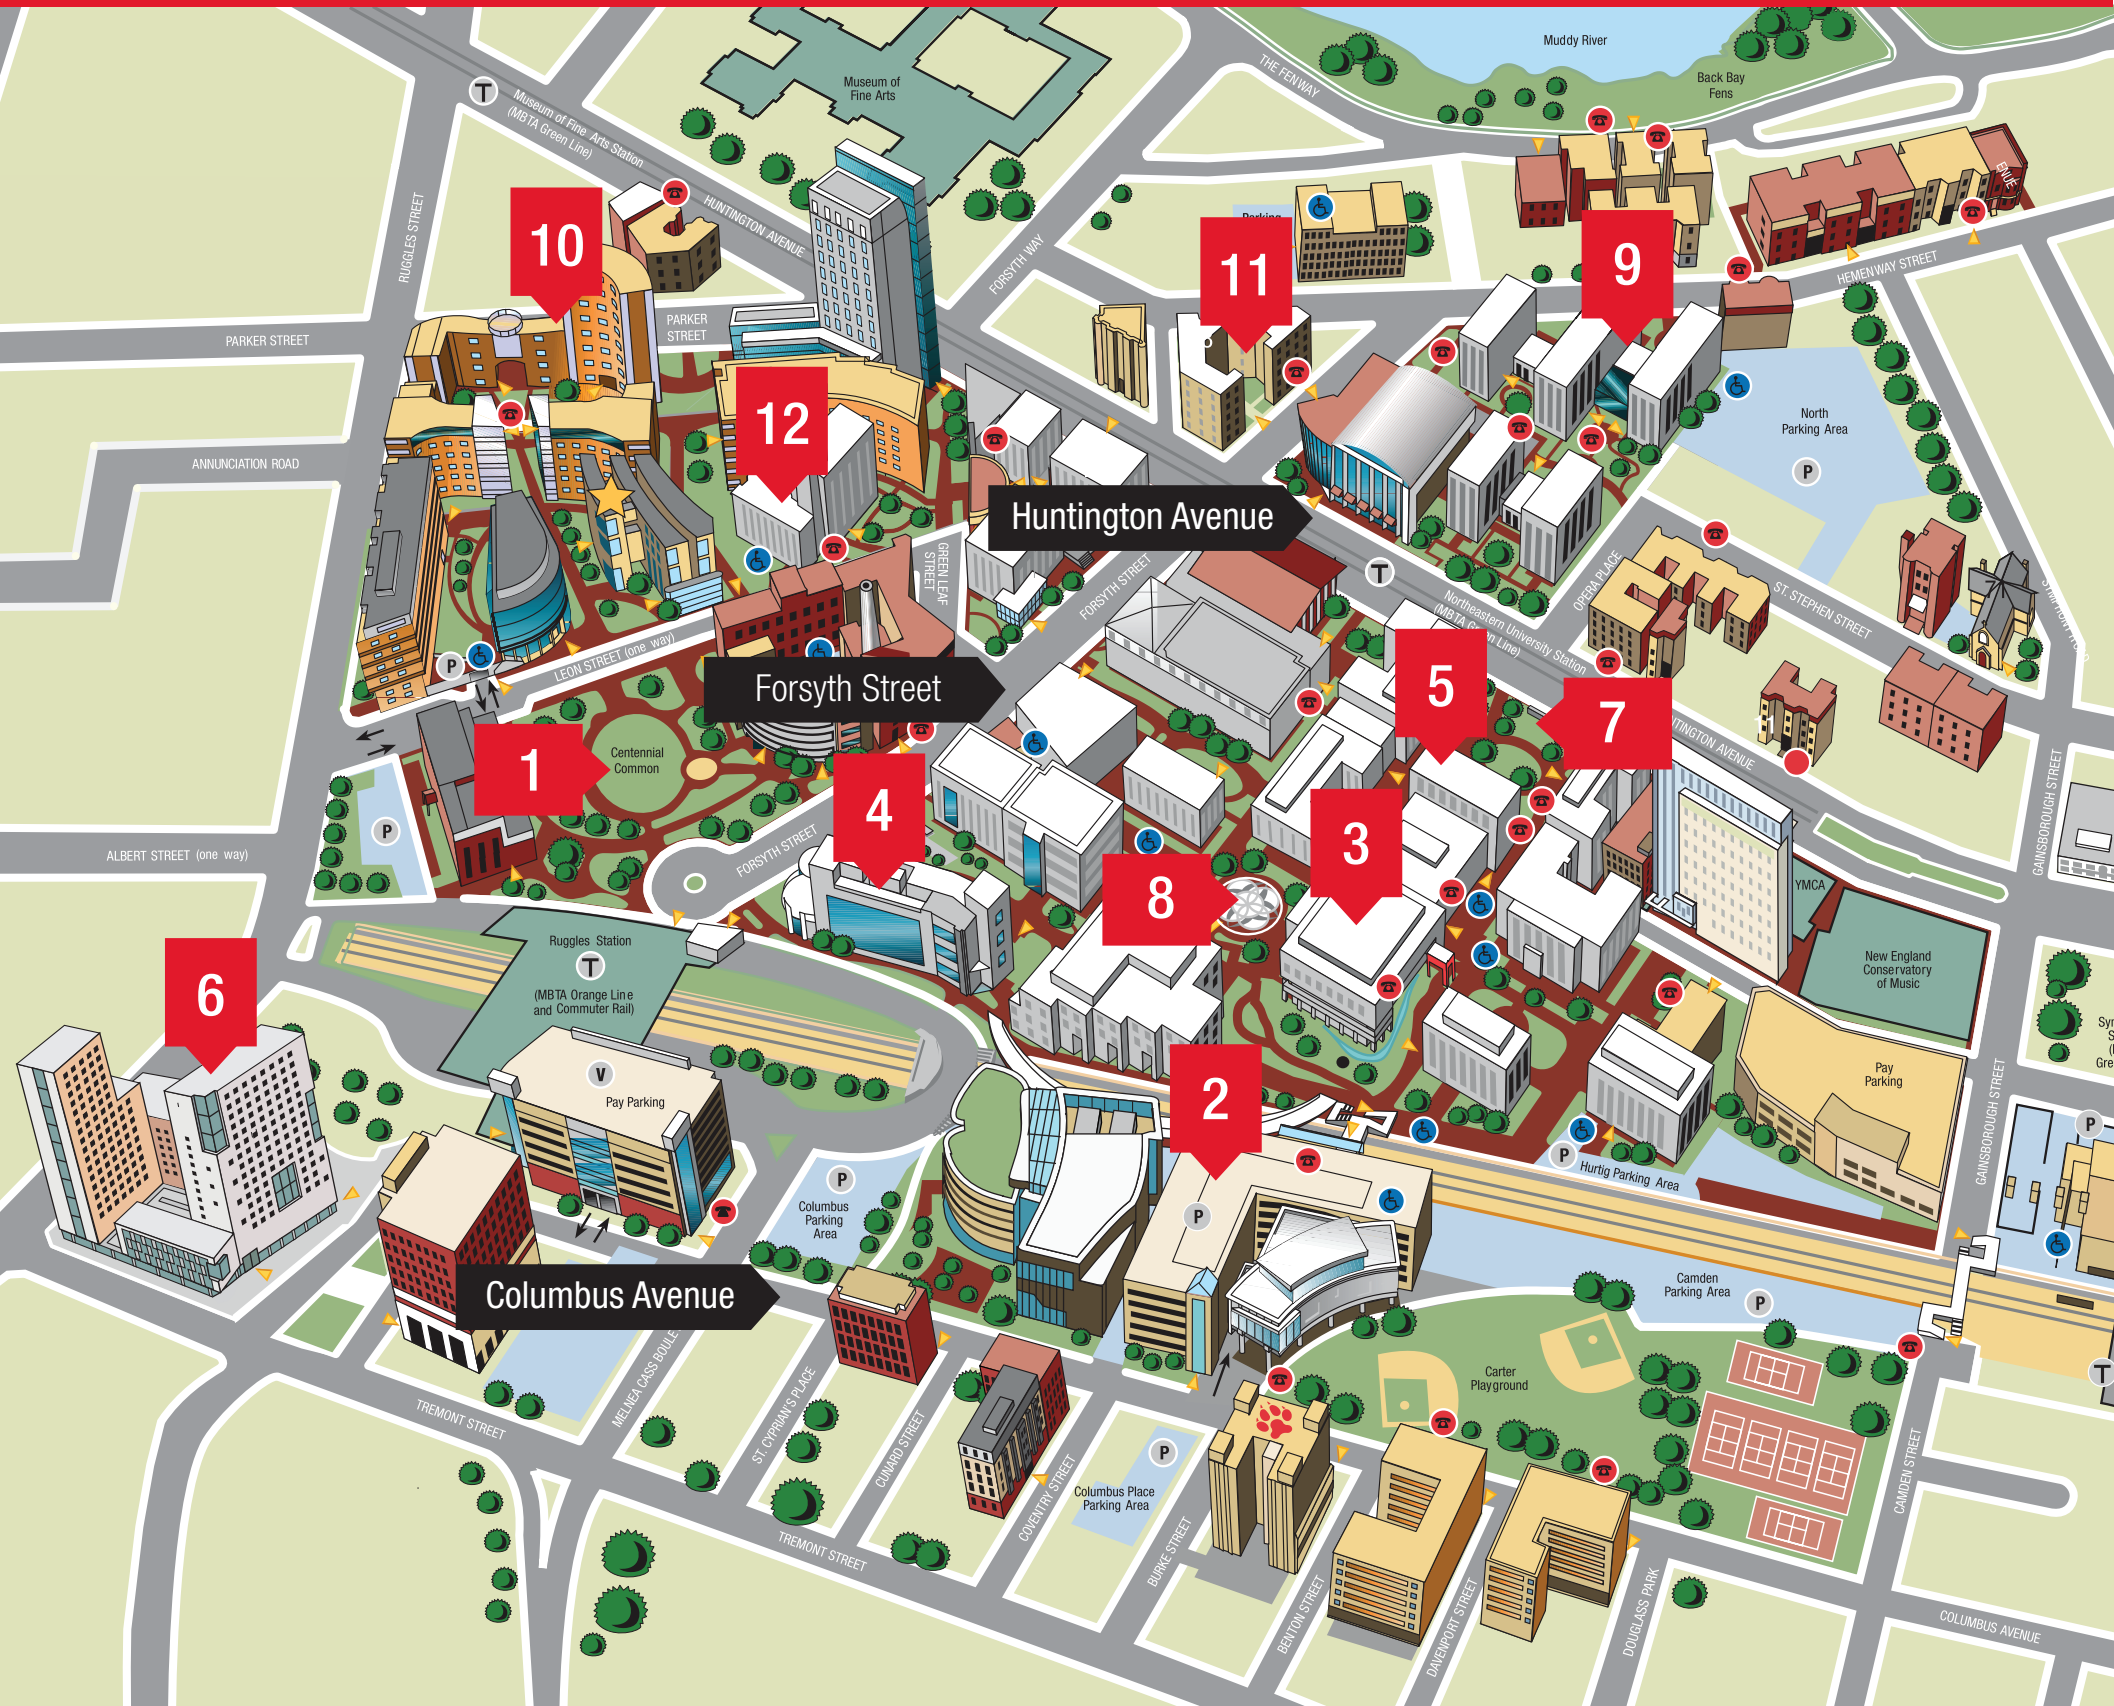 Muddy River
Back Bay
Fens
THE FENWAY
Museum of
Fine Arts
T
Museum of Fine Arts Station
(MBTA Green Line)
HUNTINGTON AVENUE
RUGGLES STREET
FORSYTH WAY
10
11
9
ENUE
HEMENWAY STREET
PARKER STREET
PARKER
STREET
12
North
Parking Area
P
ANNUNCIATION ROAD
Huntington Avenue
GREEN LEAF
STREET
FORSYTH STREET
T
Northeastern University Station
OPERA PLACE
ST. STEPHEN STREET
P
LEON STREET (one way)
Forsyth Street
5
7
1
Centennial
Common
GAINSBOROUGH STREET
P
4
3
8
ALBERT STREET (one way)
FORSYTH STREET
YMCA
New England
Conservatory
of Music
Ruggles Station
T
(MBTA Orange Line
and Commuter Rail)
6
V
Pay Parking
2
Pay
Parking
GAINSBOROUGH STREET
P
P
Hurtig Parking Area
P
Columbus
Parking
Area
P
Camden
Parking Area
P
Columbus Avenue
Carter
Playground
T
TREMONT STREET
ST. CYPRIAN'S PLACE
CUNARD STREET
COVENTRY STREET
P
Columbus Place
Parking Area
CAMDEN STREET
TREMONT STREET
BURKE STREET
BENTON STREET
DAVENPORT STREET
DOUGLASS PARK
COLUMBUS AVENUE